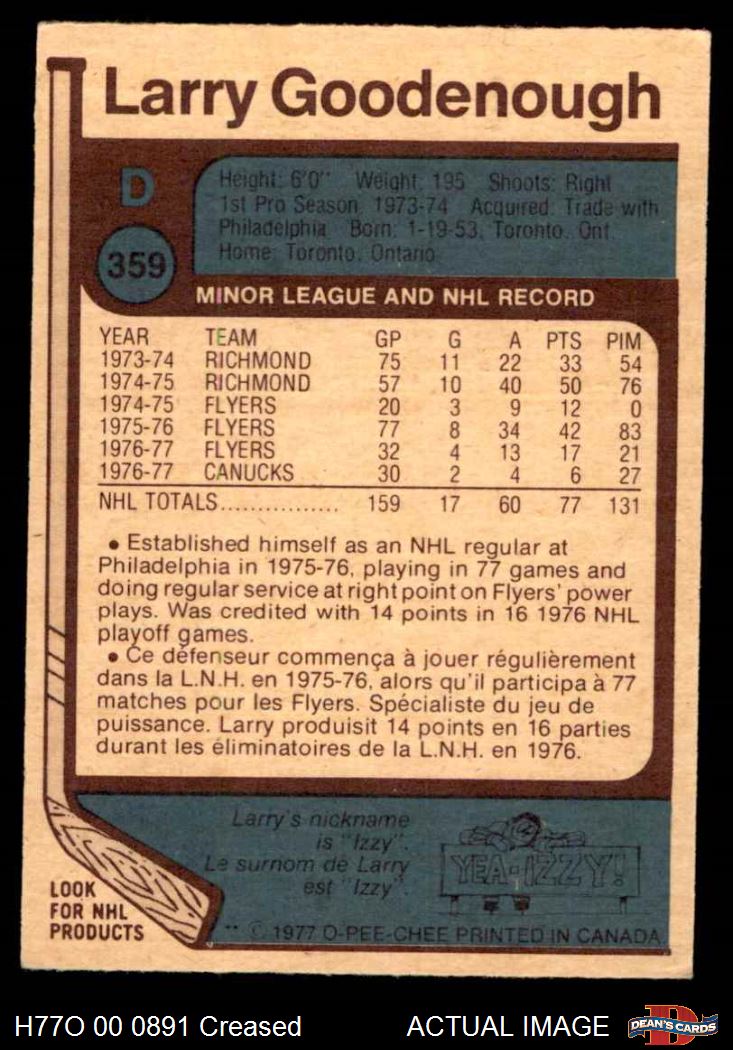 Larry Goodenough
D
Height: 6'0" Weight: 195 Shoots: Right
1st Pro Season: 1973-74 Acquired: Trade with
Philadelphia Born: 1-19-53, Toronto, Ont.
Home: Toronto, Ontario
359
MINOR LEAGUE AND NHL RECORD
YEAR TEAM GP G A PTS PIM
1973-74 RICHMOND 75 11 22 33 54
1974-75 RICHMOND 57 10 40 50 76
1974-75 FLYERS 20 3 9 12 0
1975-76 FLYERS 77 8 34 42 83
1976-77 FLYERS 32 4 13 17 21
1976-77 CANUCKS 30 2 4 6 27
NHL TOTALS................ 159 17 60 77 131
• Established himself as an NHL regular at
Philadelphia in 1975-76, playing in 77 games and
doing regular service at right point on Flyers' power
plays. Was credited with 14 points in 16 1976 NHL
playoff games.
• Ce défenseur commença à jouer régulièrement
dans la L.N.H. en 1975-76, alors qu'il participa à 77
matches pour les Flyers. Spécialiste du jeu de
puissance. Larry produisit 14 points en 16 parties
durant les éliminatoires de la L.N.H. en 1976.
Larry's nickname
is "Izzy".
Le surnom de Larry
est "Izzy".
YEA-IZZY!
LOOK
FOR NHL
PRODUCTS
** © 1977 O-PEE-CHEE PRINTED IN CANADA
H77O 00 0891 Creased
ACTUAL IMAGE
D
DEAN'S CARDS